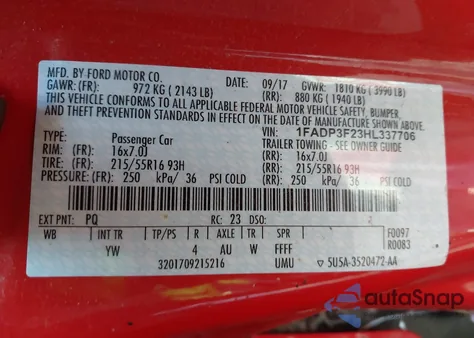 MFD. BY FORD MOTOR CO.
DATE: 09/17 GVWR: 1810 KG ( 3990 LB)
GAWR: (FR): 972 KG ( 2143 LB) (RR): 880 KG ( 1940 LB)
THIS VEHICLE CONFORMS TO ALL APPLICABLE FEDERAL MOTOR VEHICLE SAFETY, BUMPER,
AND THEFT PREVENTION STANDARDS IN EFFECT ON THE DATE OF MANUFACTURE SHOWN ABOVE.
VIN: 1FADP3F23HL337706
TYPE: Passenger Car TRAILER TOWING - SEE OWNER GUIDE
RIM: (FR): 16x7.0J (RR): 16x7.0J
TIRE: (FR): 215/55R16 93H (RR): 215/55R16 93H
PRESSURE: (FR): 250 kPa/ 36 PSI COLD (RR): 250 kPa/ 36 PSI COLD
EXT PNT: PQ RC: 23 DSO: F0097
WB INT TR TP/PS R AXLE TR SPR R0083
YW 4 AU W FFFF
3201709215216 UMU 5U5A-3520472-AA
autoSnap